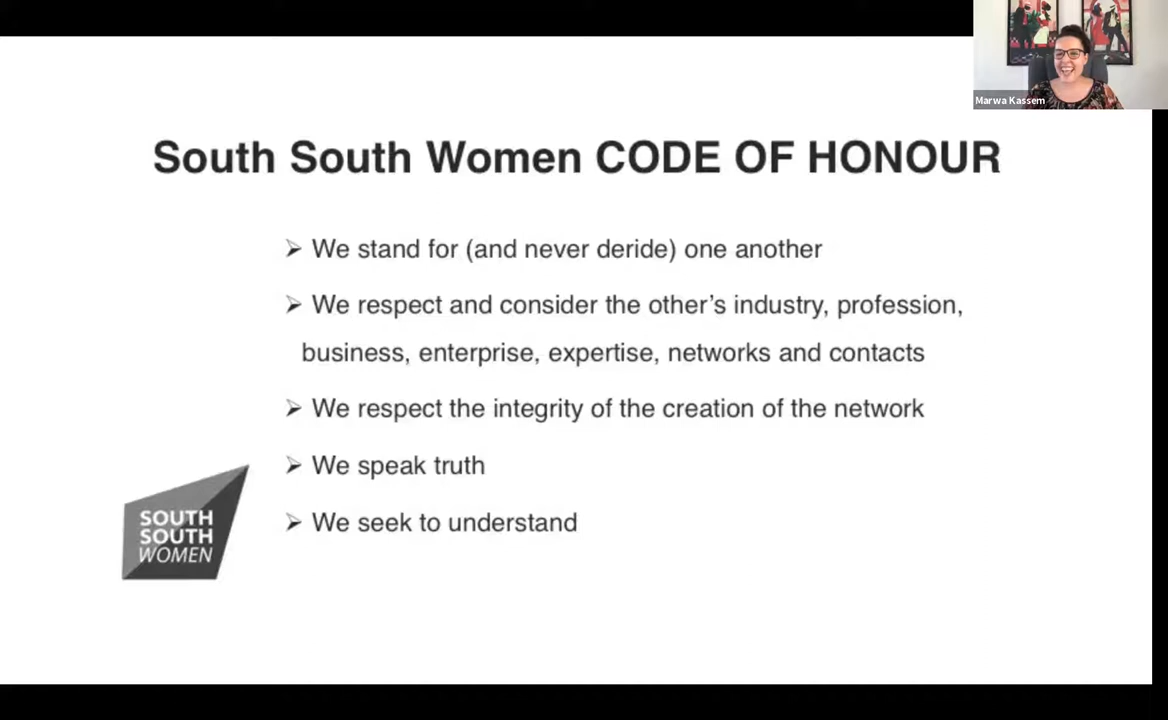 Marwa Kassem
South South Women CODE OF HONOUR
➢ We stand for (and never deride) one another
➢ We respect and consider the other’s industry, profession,
business, enterprise, expertise, networks and contacts
➢ We respect the integrity of the creation of the network
➢ We speak truth
➢ We seek to understand
SOUTH
SOUTH
WOMEN